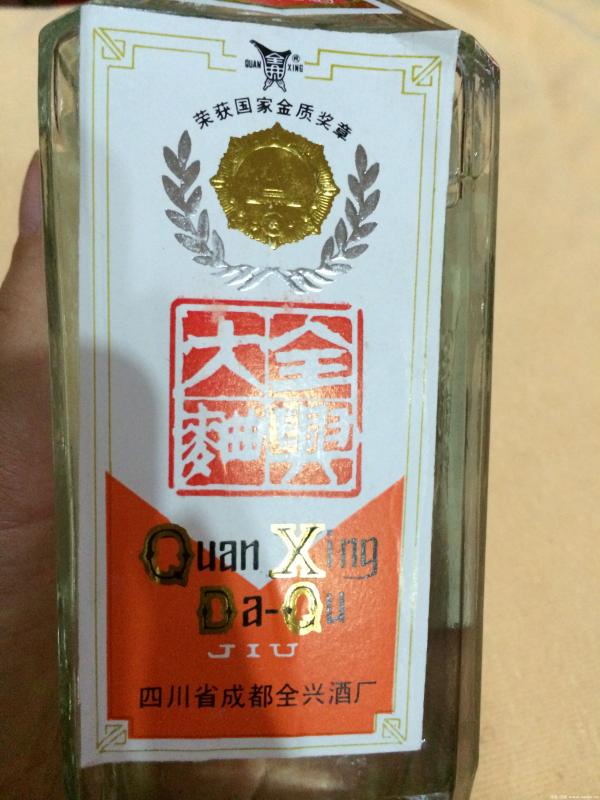 QUAN XING ®
荣获国家金质奖章
全興
大麯
Quan Xing
Da-Qu
JIU
四川省成都全兴酒厂